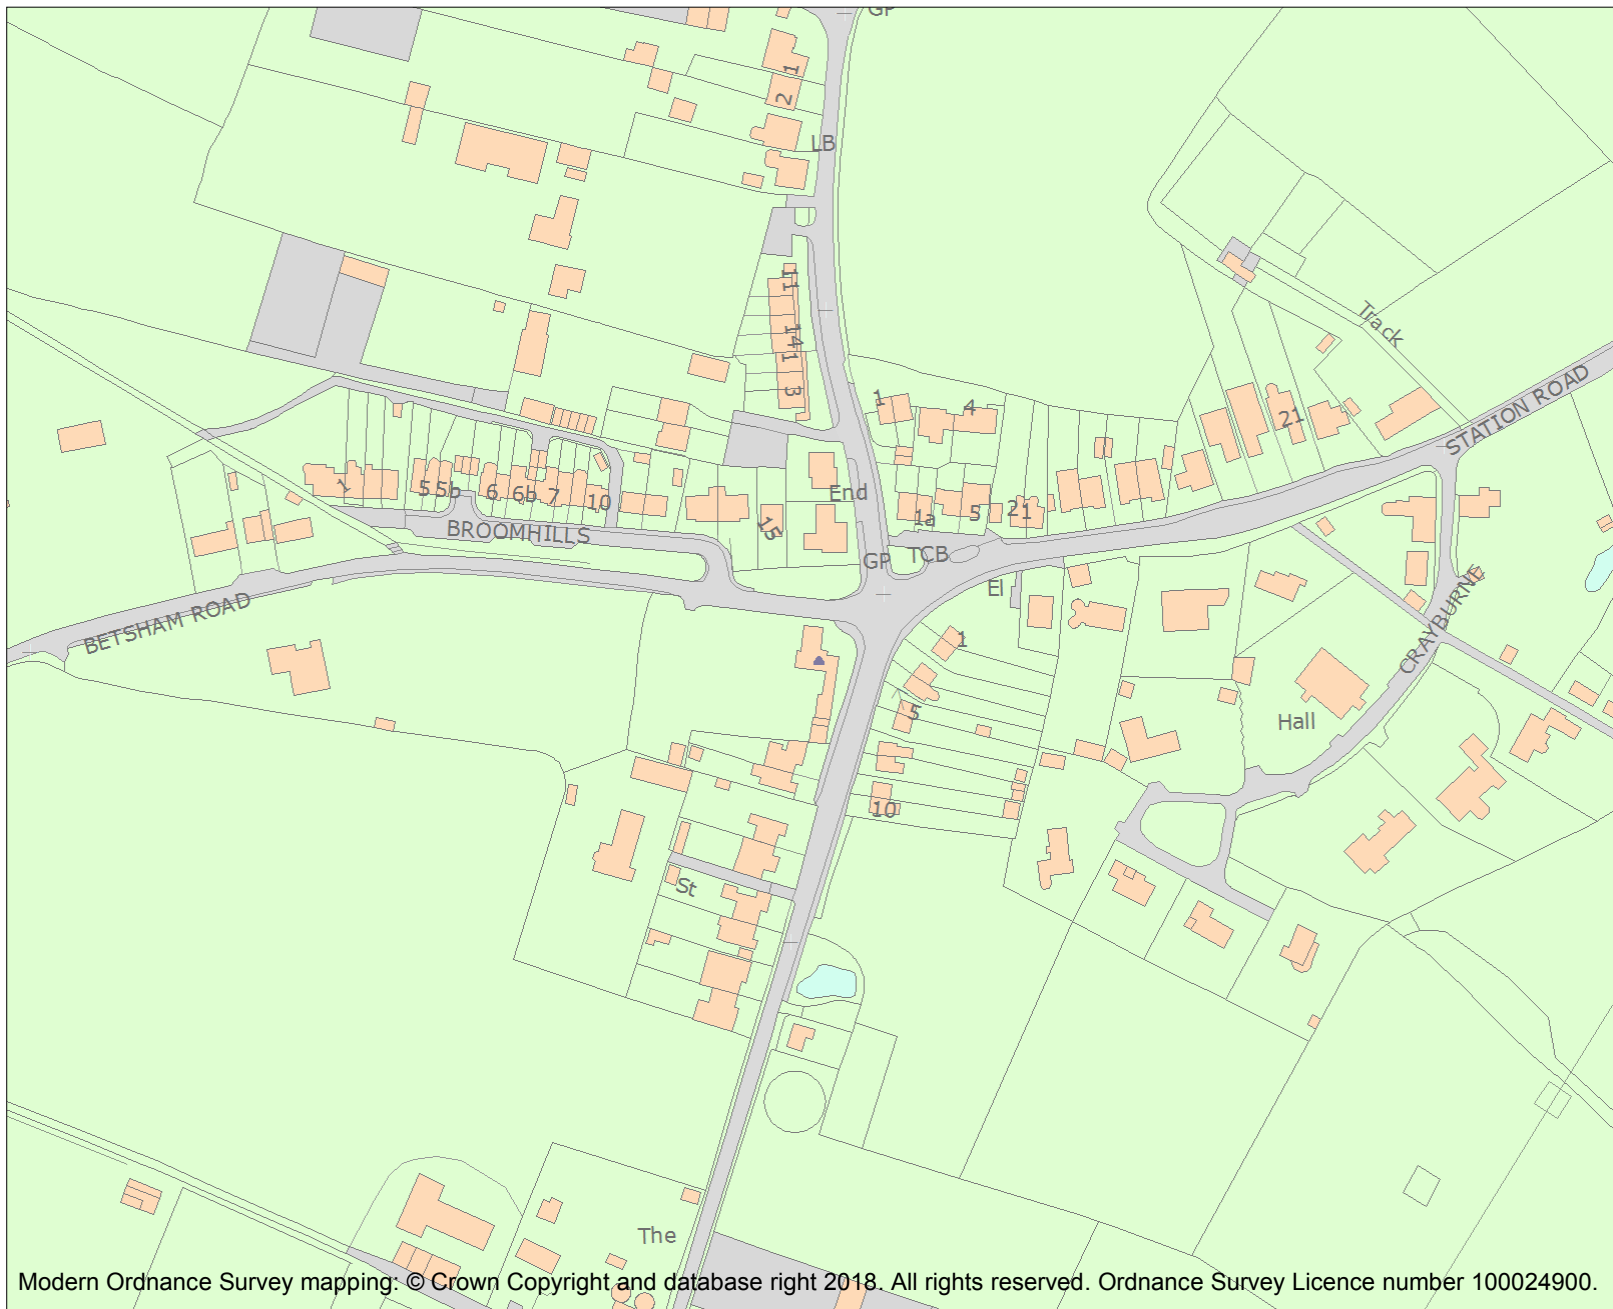 GP
1
2
LB
11
14
1
3
Track
STATION ROAD
1
4
21
1
5
5b
6
6b
7
10
End
15
1a
5
21
BROOMHILLS
GP
TCB
El
BETSHAM ROAD
CRAYBURNE
1
5
Hall
10
St
The
Modern Ordnance Survey mapping: © Crown Copyright and database right 2018. All rights reserved. Ordnance Survey Licence number 100024900.